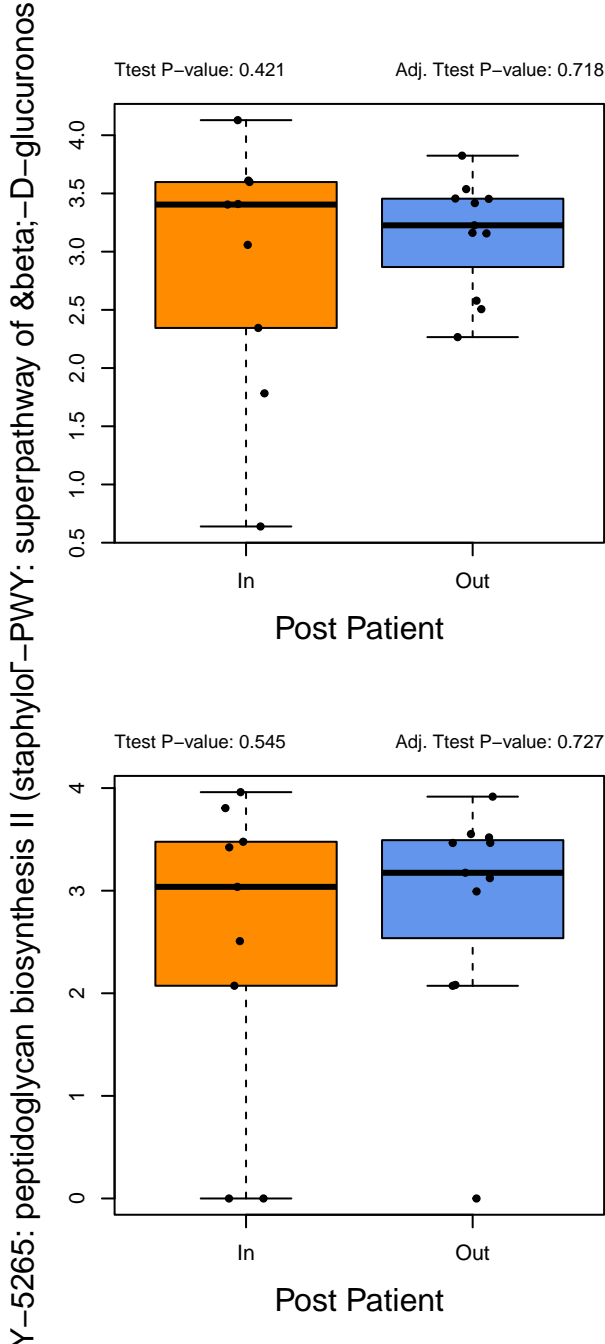 Ttest P−value: 0.421
Adj. Ttest P−value: 0.718
−PWY: superpathway of &beta;−D−glucuronos
4.0
3.5
3.0
2.5
2.0
1.5
1.0
0.5
In
Out
Post Patient
Ttest P−value: 0.545
Adj. Ttest P−value: 0.727
Y−5265: peptidoglycan biosynthesis II (staphylo
4
3
2
1
0
In
Out
Post Patient